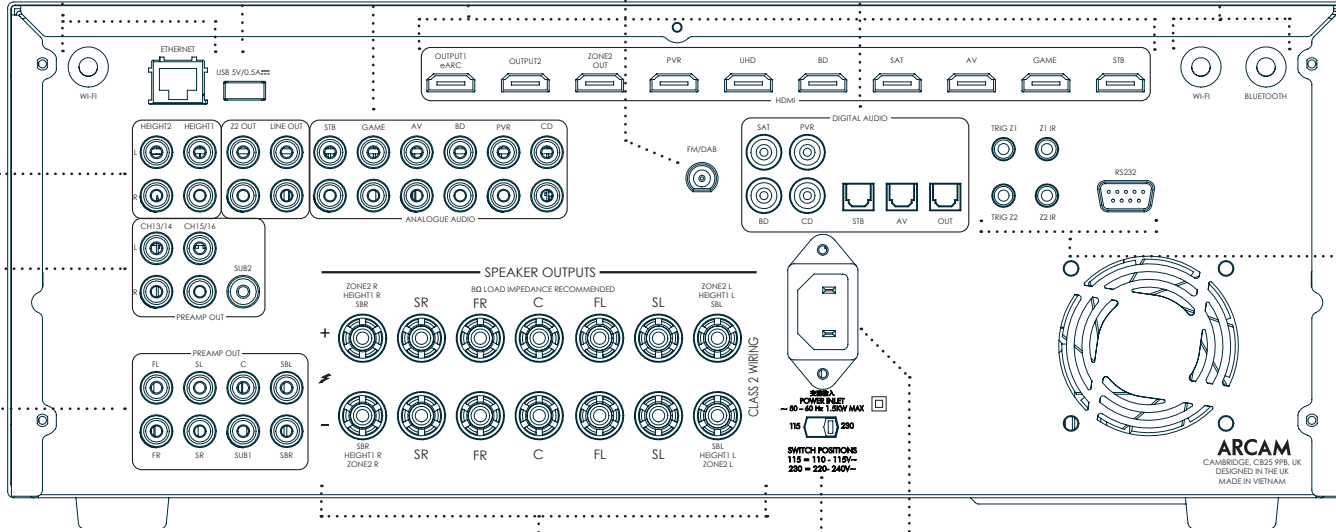 ETHERNET
USB 5V/0.5A
WI-FI
OUTPUT1
eARC
OUTPUT2
ZONE2
OUT
PVR
UHD
BD
SAT
AV
GAME
STB
HDMI
WI-FI
BLUETOOTH
HEIGHT2
HEIGHT1
Z2 OUT
LINE OUT
STB
GAME
AV
BD
PVR
CD
L
R
ANALOGUE AUDIO
FM/DAB
DIGITAL AUDIO
SAT
PVR
BD
CD
STB
AV
OUT
TRIG Z1
Z1 IR
TRIG Z2
Z2 IR
RS232
CH13/14
CH15/16
L
R
SUB2
PREAMP OUT
SPEAKER OUTPUTS
8Ω LOAD IMPEDANCE RECOMMENDED
ZONE2 R
HEIGHT1 R
SBR
SR
FR
C
FL
SL
ZONE2 L
HEIGHT1 L
SBL
+
−
SBR
HEIGHT1 R
ZONE2 R
SR
FR
C
FL
SL
SBL
HEIGHT1 L
ZONE2 L
CLASS 2 WIRING
PREAMP OUT
FL
SL
C
SBL
FR
SR
SUB1
SBR
POWER INLET
~ 50 – 60 Hz 1.5KW MAX
115
230
SWITCH POSITIONS
115 = 110 - 115V~
230 = 220- 240V~
ARCAM
CAMBRIDGE, CB25 9PB, UK
DESIGNED IN THE UK
MADE IN VIETNAM